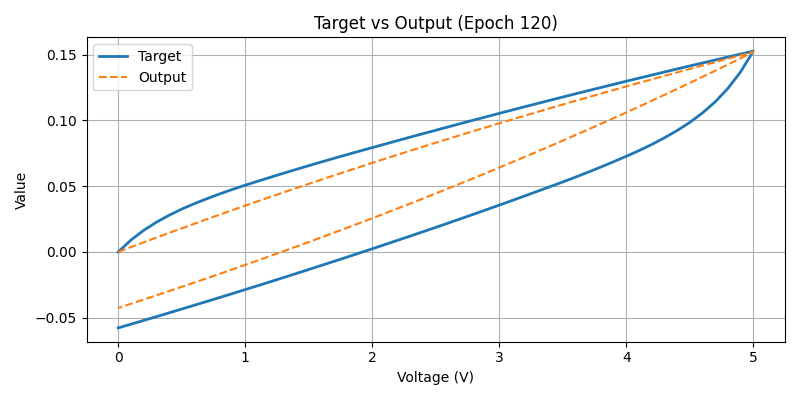 Target vs Output (Epoch 120)
Target
Output
Value
0.15
0.10
0.05
0.00
−0.05
0 1 2 3 4 5
Voltage (V)